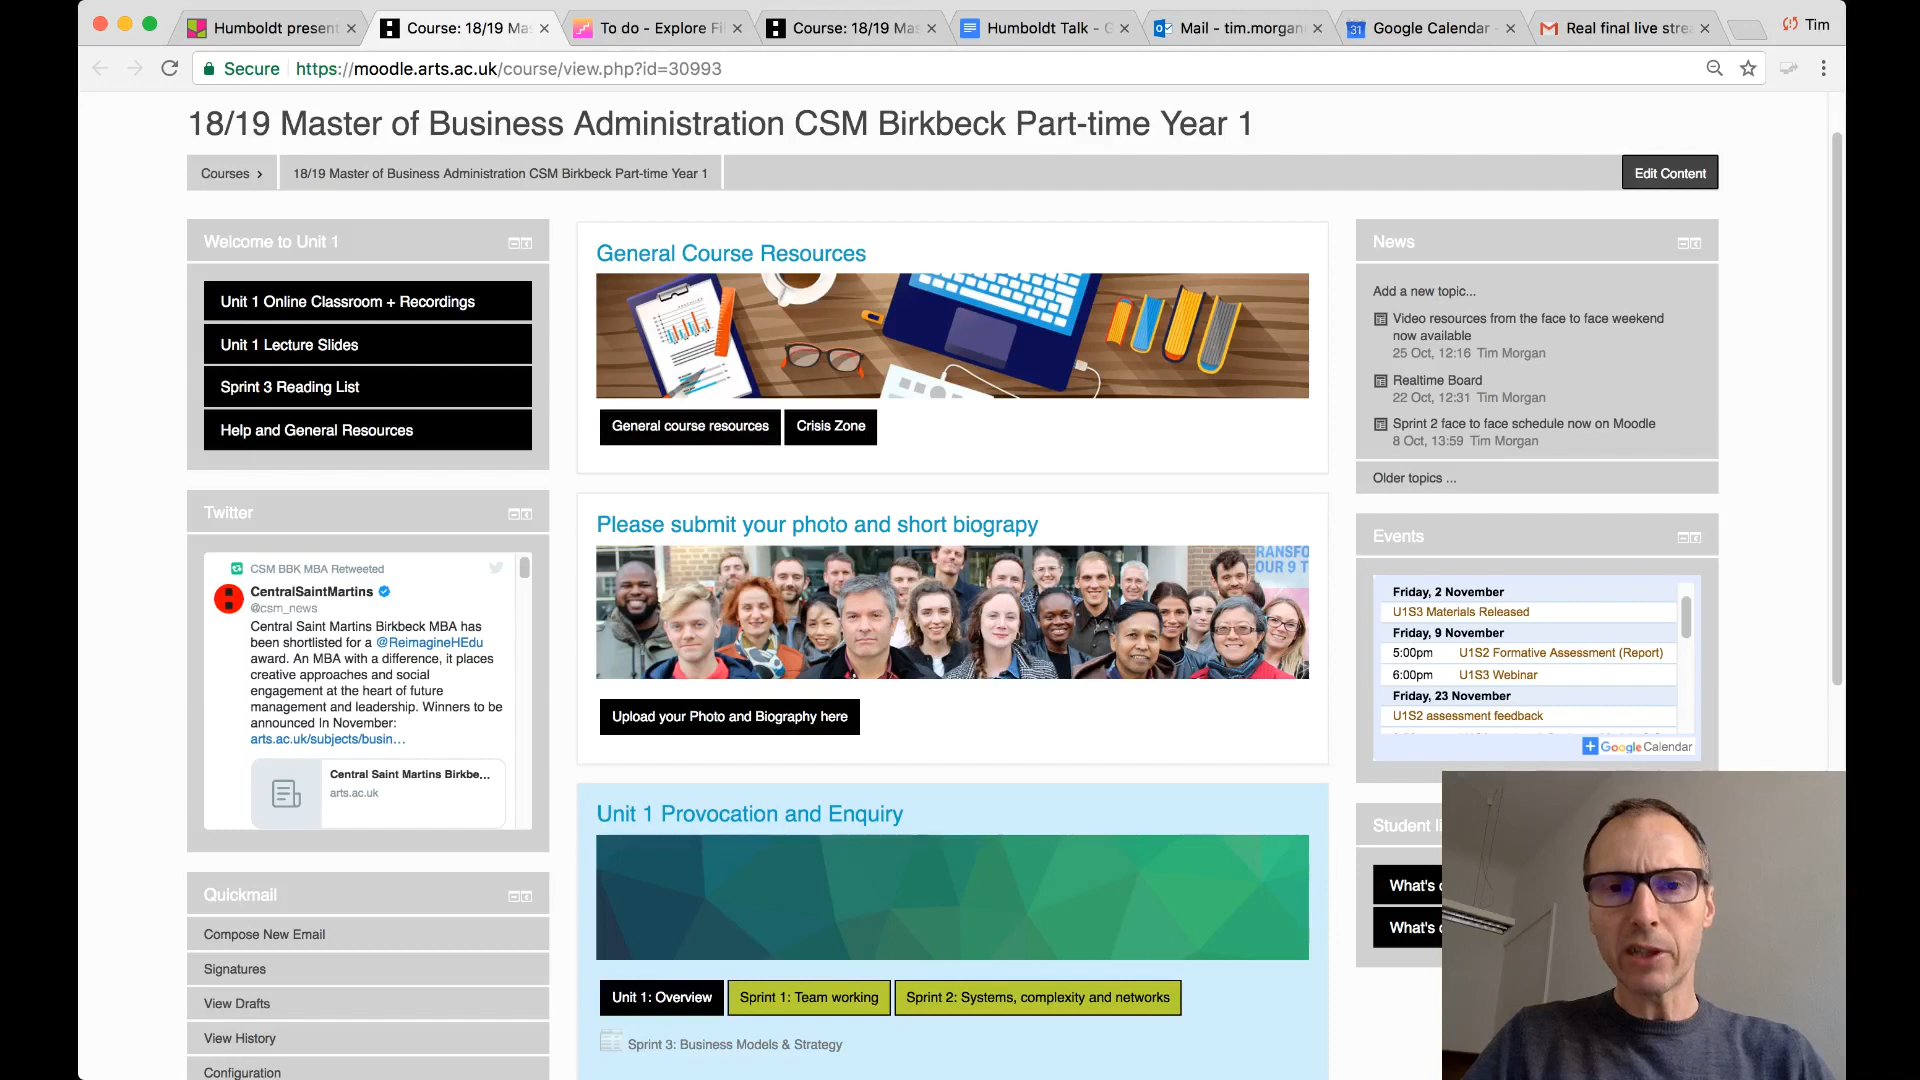 Humboldt present
Course: 18/19 Mas
To do - Explore Fi
Course: 18/19 Mas
Humboldt Talk - G
Mail - tim.morgan
31
Google Calendar -
Real final live stre
Tim
Secure
https://moodle.arts.ac.uk/course/view.php?id=30993
18/19 Master of Business Administration CSM Birkbeck Part-time Year 1
Courses
18/19 Master of Business Administration CSM Birkbeck Part-time Year 1
Edit Content
Welcome to Unit 1
Unit 1 Online Classroom + Recordings
Unit 1 Lecture Slides
Sprint 3 Reading List
Help and General Resources
Twitter
CSM BBK MBA Retweeted
CentralSaintMartins
@csm_news
Central Saint Martins Birkbeck MBA has
been shortlisted for a @ReimagineHEdu
award. An MBA with a difference, it places
creative approaches and social
engagement at the heart of future
management and leadership. Winners to be
announced In November:
arts.ac.uk/subjects/busin…
Central Saint Martins Birkbe...
arts.ac.uk
Quickmail
Compose New Email
Signatures
View Drafts
View History
Configuration
General Course Resources
General course resources
Crisis Zone
Please submit your photo and short biograpy
RANSFO
OUR 9 T
Upload your Photo and Biography here
Unit 1 Provocation and Enquiry
Unit 1: Overview
Sprint 1: Team working
Sprint 2: Systems, complexity and networks
Sprint 3: Business Models & Strategy
News
Add a new topic...
Video resources from the face to face weekend
now available
25 Oct, 12:16 Tim Morgan
Realtime Board
22 Oct, 12:31 Tim Morgan
Sprint 2 face to face schedule now on Moodle
8 Oct, 13:59 Tim Morgan
Older topics ...
Events
Friday, 2 November
U1S3 Materials Released
Friday, 9 November
5:00pm U1S2 Formative Assessment (Report)
6:00pm U1S3 Webinar
Friday, 23 November
U1S2 assessment feedback
Google Calendar
Student li
What's
What's